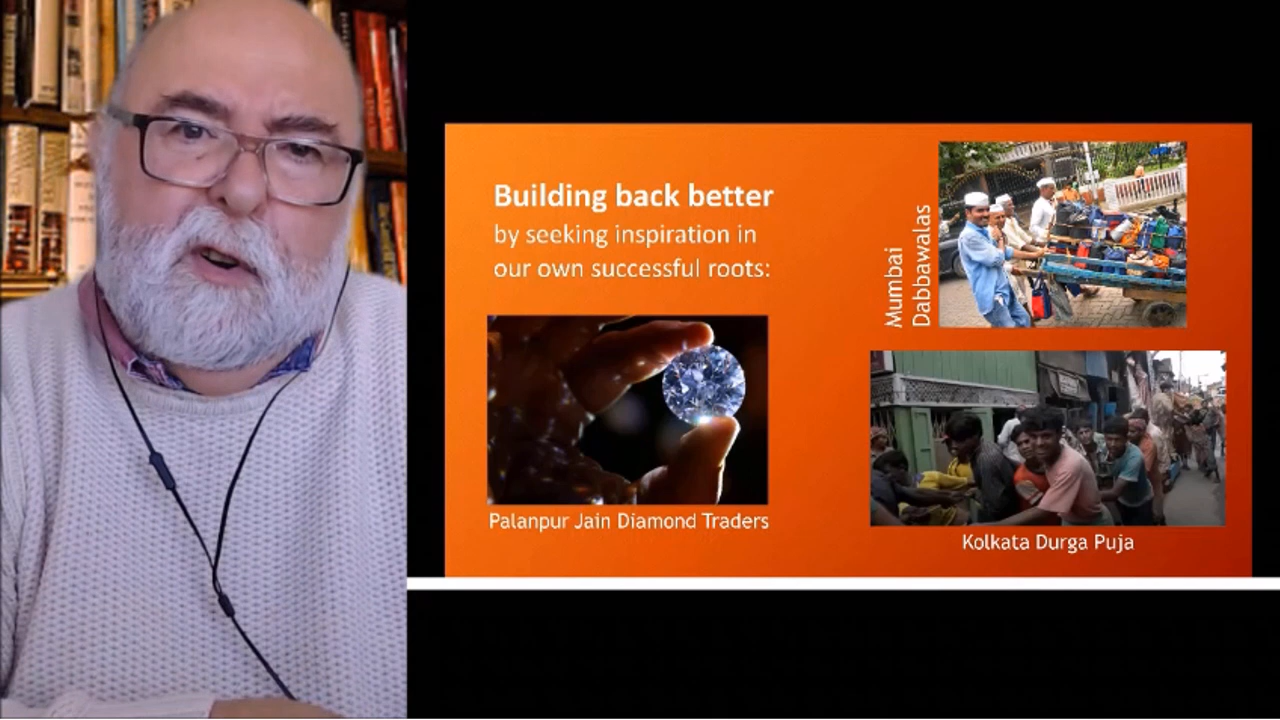 Building back better
by seeking inspiration in
our own successful roots:
Palanpur Jain Diamond Traders
Mumbai
Dabbawalas
Kolkata Durga Puja